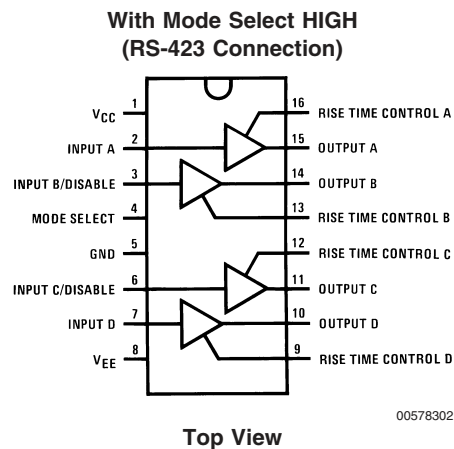 With Mode Select HIGH
(RS-423 Connection)
VCC 1
INPUT A 2
INPUT B/DISABLE 3
MODE SELECT 4
GND 5
INPUT C/DISABLE 6
INPUT D 7
VEE 8
16 RISE TIME CONTROL A
15 OUTPUT A
14 OUTPUT B
13 RISE TIME CONTROL B
12 RISE TIME CONTROL C
11 OUTPUT C
10 OUTPUT D
9 RISE TIME CONTROL D
00578302
Top View